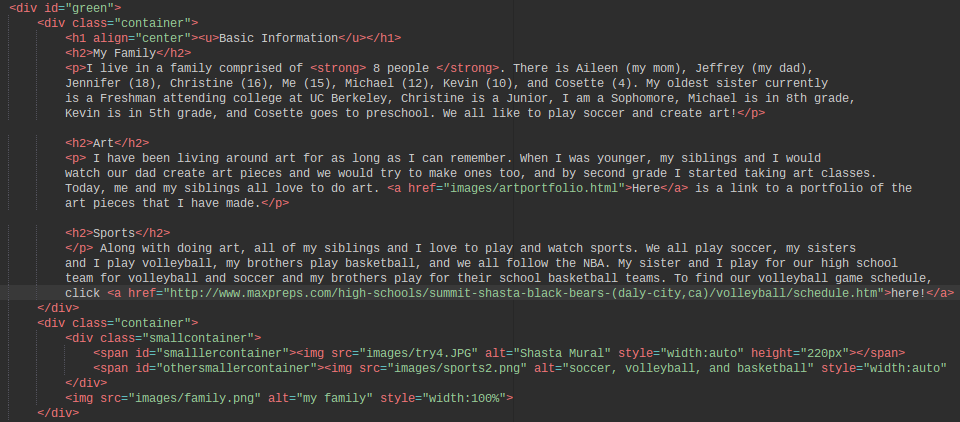 <div id="green">
<div class="container">
<h1 align="center"><u>Basic Information</u></h1>
<h2>My Family</h2>
<p>I live in a family comprised of <strong> 8 people </strong>. There is Aileen (my mom), Jeffrey (my dad),
Jennifer (18), Christine (16), Me (15), Michael (12), Kevin (10), and Cosette (4). My oldest sister currently
is a Freshman attending college at UC Berkeley, Christine is a Junior, I am a Sophomore, Michael is in 8th grade,
Kevin is in 5th grade, and Cosette goes to preschool. We all like to play soccer and create art!</p>
<h2>Art</h2>
<p> I have been living around art for as long as I can remember. When I was younger, my siblings and I would
watch our dad create art pieces and we would try to make ones too, and by second grade I started taking art classes.
Today, me and my siblings all love to do art. <a href="images/artportfolio.html">Here</a> is a link to a portfolio of the
art pieces that I have made.</p>
<h2>Sports</h2>
</p> Along with doing art, all of my siblings and I love to play and watch sports. We all play soccer, my sisters
and I play volleyball, my brothers play basketball, and we all follow the NBA. My sister and I play for our high school
team for volleyball and soccer and my brothers play for their school basketball teams. To find our volleyball game schedule,
click <a href="http://www.maxpreps.com/high-schools/summit-shasta-black-bears-(daly-city,ca)/volleyball/schedule.htm">here!</a>
</div>
<div class="container">
<div class="smallcontainer">
<span id="smalllercontainer"><img src="images/try4.JPG" alt="Shasta Mural" style="width:auto" height="220px"></span>
<span id="othersmallercontainer"><img src="images/sports2.png" alt="soccer, volleyball, and basketball" style="width:auto"
</div>
<img src="images/family.png" alt="my family" style="width:100%">
</div>